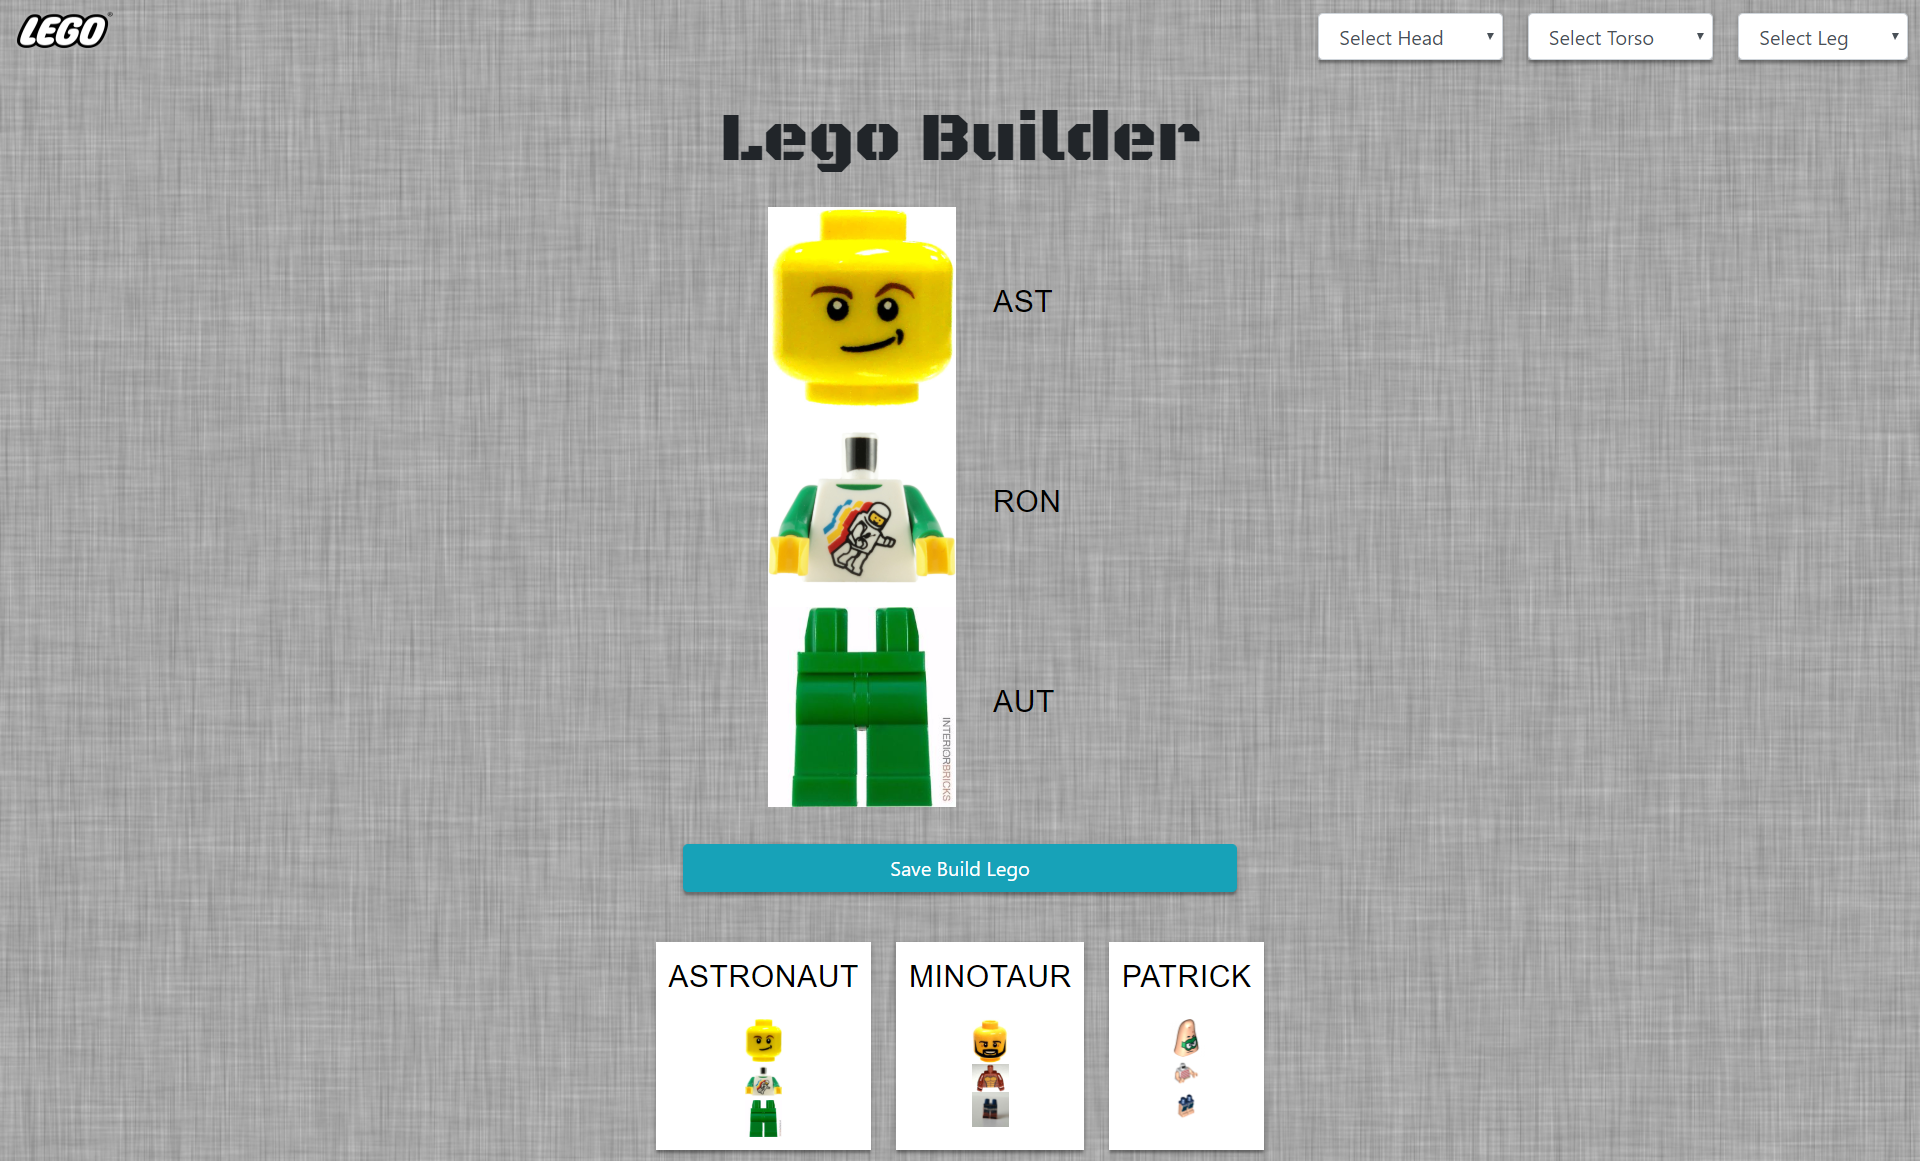 LEGO
Select Head
Select Torso
Select Leg
Lego Builder
AST
RON
AUT
INTERIORBRICKS
Save Build Lego
ASTRONAUT
MINOTAUR
PATRICK